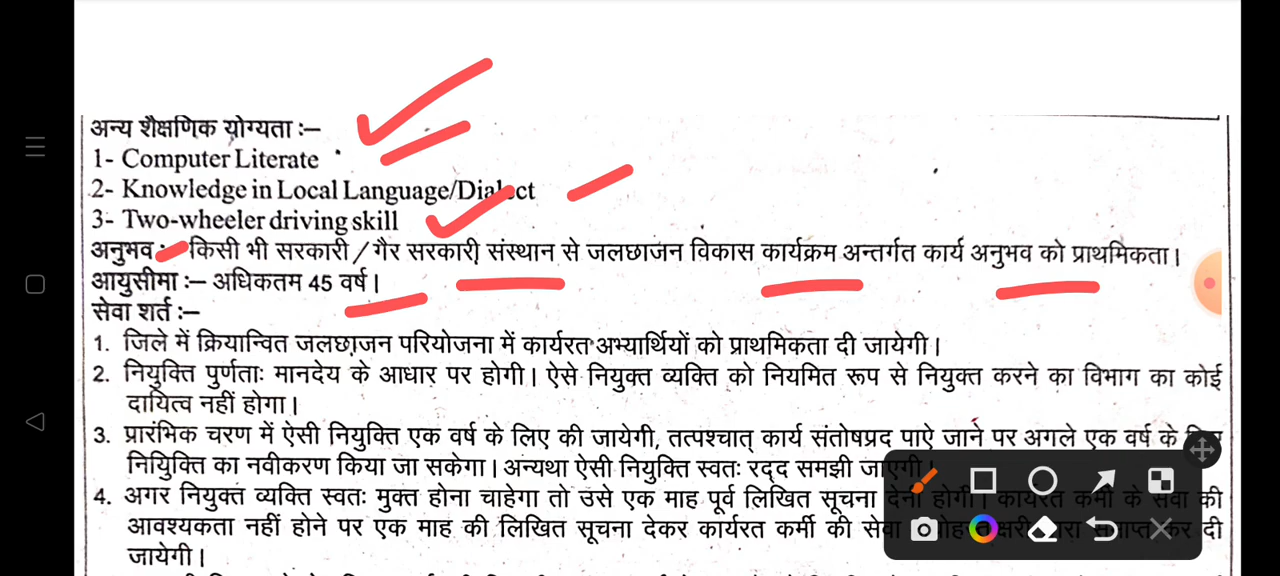 अन्य शैक्षणिक योग्यता :–
1- Computer Literate
2- Knowledge in Local Language/Dialect
3- Two-wheeler driving skill
अनुभव :– किसी भी सरकारी / गैर सरकारी संस्थान से जलछाजन विकास कार्यक्रम अन्तर्गत कार्य अनुभव को प्राथमिकता।
आयुसीमा :– अधिकतम 45 वर्ष।
सेवा शर्त :–
1. जिले में क्रियान्वित जलछाजन परियोजना में कार्यरत अभ्यार्थियों को प्राथमिकता दी जायेगी।
2. नियुक्ति पुर्णताः मानदेय के आधार पर होगी। ऐसे नियुक्त व्यक्ति को नियमित रूप से नियुक्त करने का विभाग का कोई
दायित्व नहीं होगा।
3. प्रारंभिक चरण में ऐसी नियुक्ति एक वर्ष के लिए की जायेगी, तत्पश्चात् कार्य संतोषप्रद पाऐ जाने पर अगले एक वर्ष के लिए
नियुिक्ति का नवीकरण किया जा सकेगा। अन्यथा ऐसी नियुक्ति स्वतः रद्द समझी जाएगी।
4. अगर नियुक्त व्यक्ति स्वतः मुक्त होना चाहेगा तो उसे एक माह पूर्व लिखित सूचना देना होगी। कार्यरत कर्मी के सेवा की
आवश्यकता नहीं होने पर एक माह की लिखित सूचना देकर कार्यरत कर्मी की सेवा द्वारा समाप्त कर दी
जायेगी।